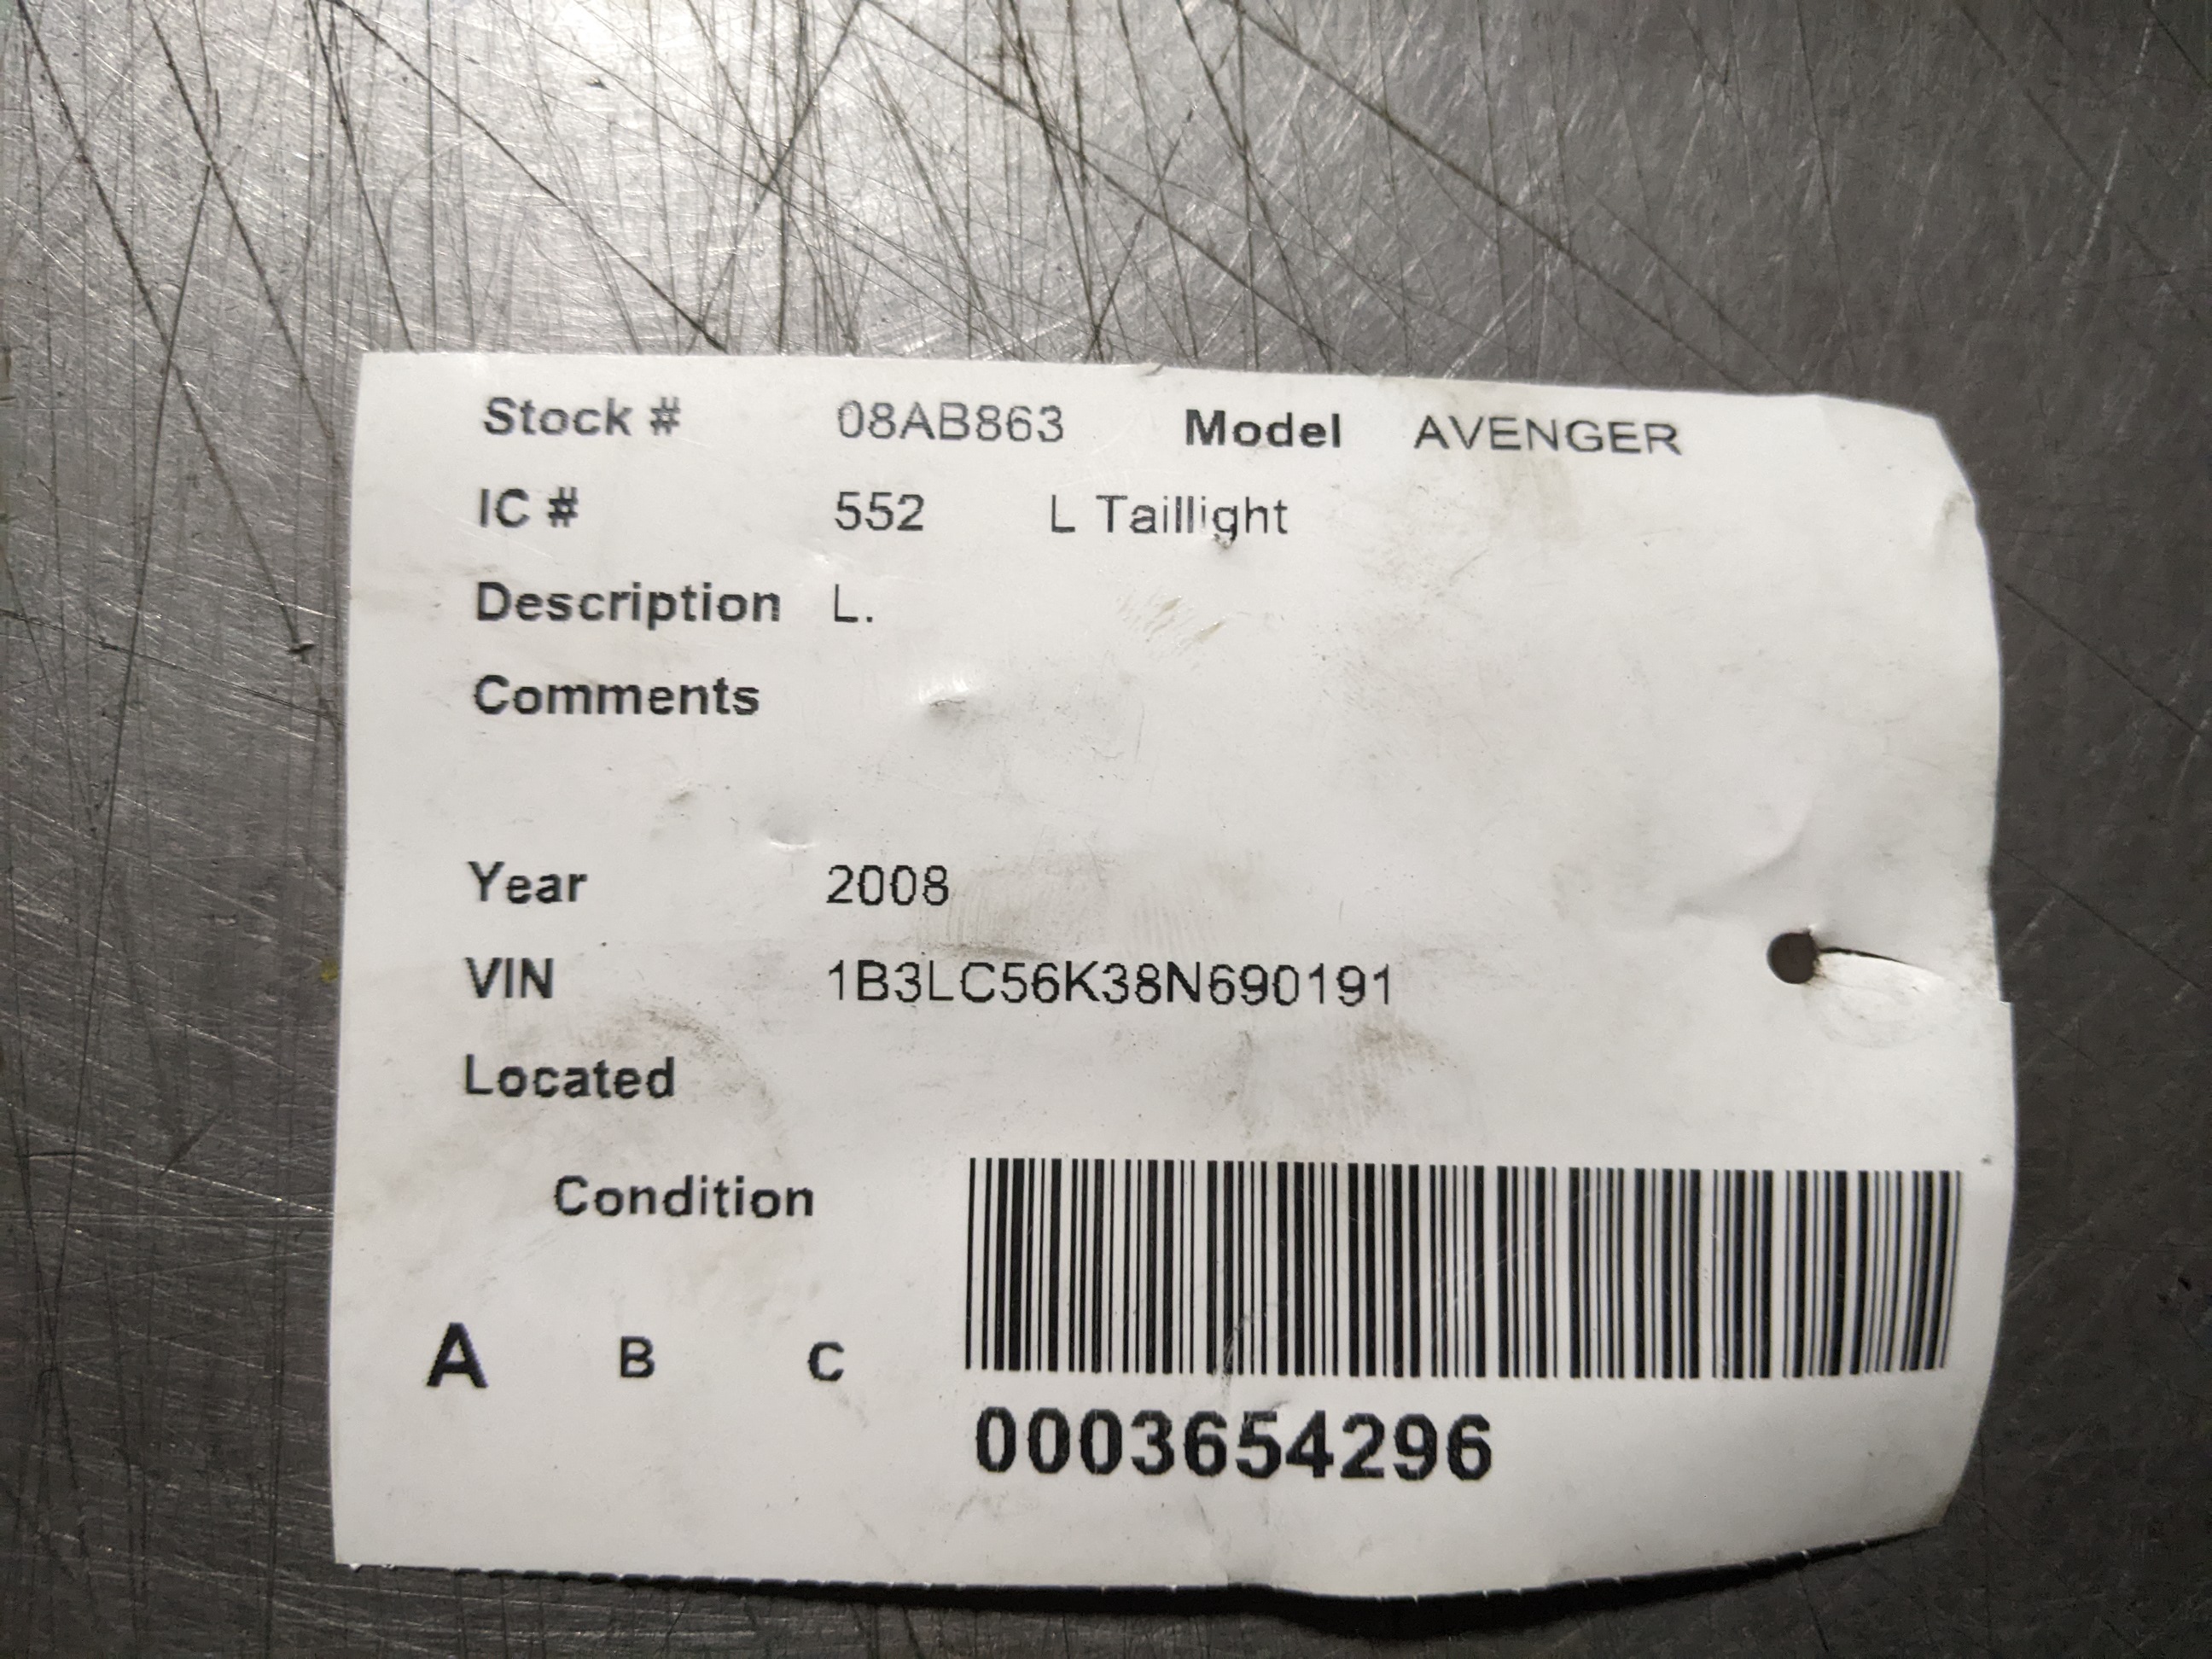 Stock # 08AB863 Model AVENGER
IC # 552 L Taillight
Description L.
Comments
Year 2008
VIN 1B3LC56K38N690191
Located
Condition
A B C
0003654296